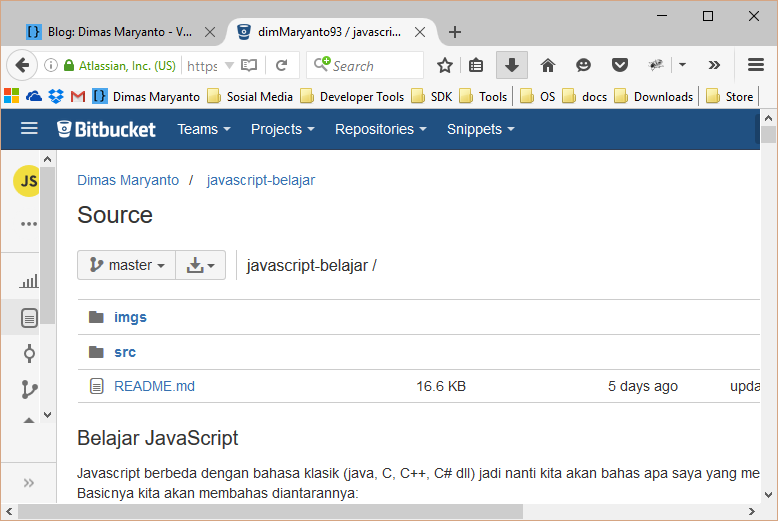 Blog: Dimas Maryanto - V...
dimMaryanto93 / javascri...
Atlassian, Inc. (US)
https
Search
Dimas Maryanto
Sosial Media
Developer Tools
SDK
Tools
OS
docs
Downloads
Store
Bitbucket
Teams
Projects
Repositories
Snippets
JS
Dimas Maryanto / javascript-belajar
Source
master
javascript-belajar /
imgs
src
README.md 16.6 KB 5 days ago upda
Belajar JavaScript
Javascript berbeda dengan bahasa klasik (java, C, C++, C# dll) jadi nanti kita akan bahas apa saya yang me
Basicnya kita akan membahas diantarannya: